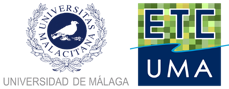 UNIVERSITAS
MALACITANA
UNIVERSIDAD DE MÁLAGA
ETC
UMA